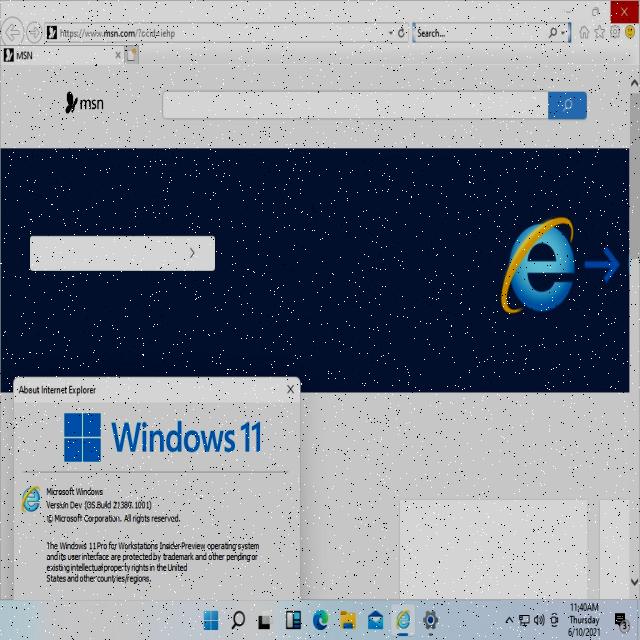 https://www.msn.com/?ocid=iehp
Search...
MSN
msn
About Internet Explorer
Windows 11
Microsoft Windows
Version Dev (OS Build 21380.1001)
© Microsoft Corporation. All rights reserved.
The Windows 11 Pro for Workstations Insider Preview operating system
and its user interface are protected by trademark and other pending or
existing intellectual property rights in the United
States and other countries/regions.
11:40AM
Thursday
6/10/2021
3